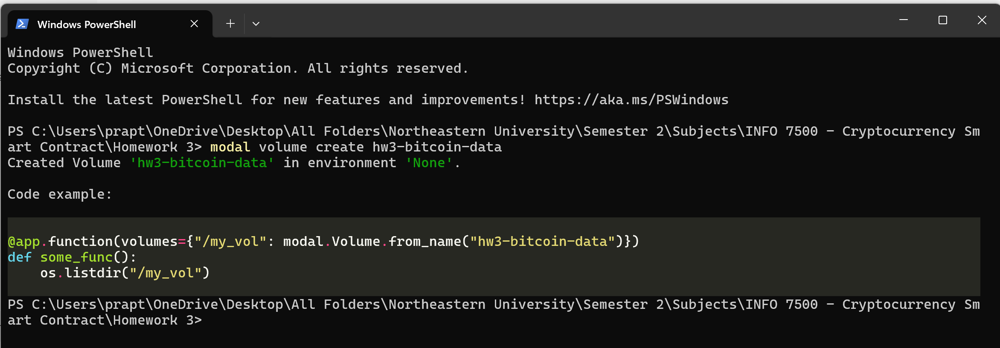 Windows PowerShell
Windows PowerShell
Copyright (C) Microsoft Corporation. All rights reserved.
Install the latest PowerShell for new features and improvements! https://aka.ms/PSWindows
PS C:\Users\prapt\OneDrive\Desktop\All Folders\Northeastern University\Semester 2\Subjects\INFO 7500 - Cryptocurrency Sm
art Contract\Homework 3> modal volume create hw3-bitcoin-data
Created Volume 'hw3-bitcoin-data' in environment 'None'.
Code example:
@app.function(volumes={"/my_vol": modal.Volume.from_name("hw3-bitcoin-data")})
def some_func():
    os.listdir("/my_vol")
PS C:\Users\prapt\OneDrive\Desktop\All Folders\Northeastern University\Semester 2\Subjects\INFO 7500 - Cryptocurrency Sm
art Contract\Homework 3>